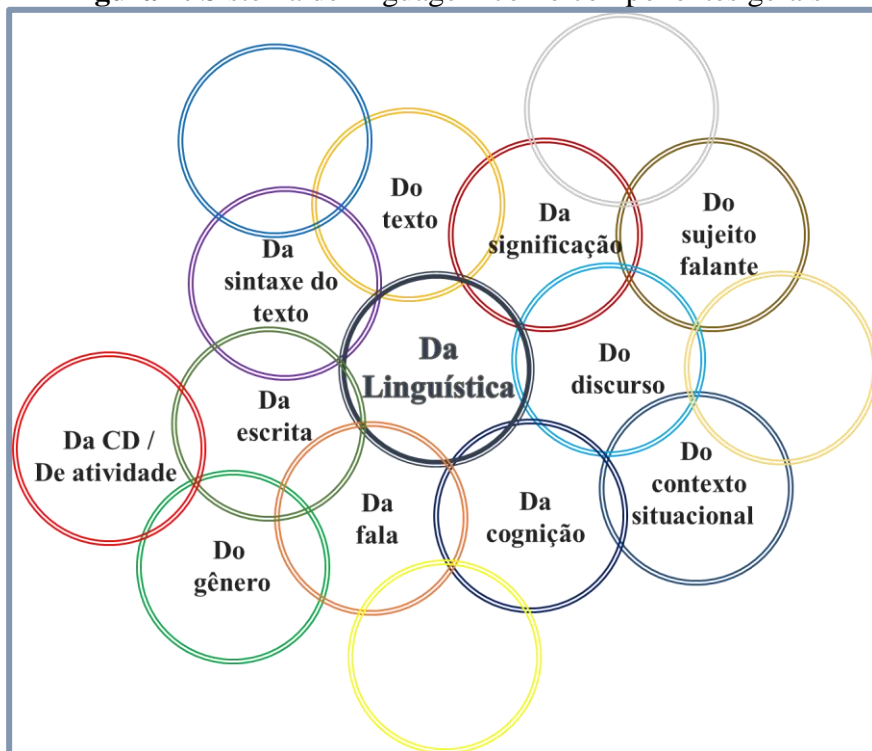 Do
texto
Da
significação
Do
sujeito
falante
Da
sintaxe do
texto
Da
Linguística
Do
discurso
Da
escrita
Da CD /
De atividade
Do
contexto
situacional
Da
fala
Da
cognição
Do
gênero